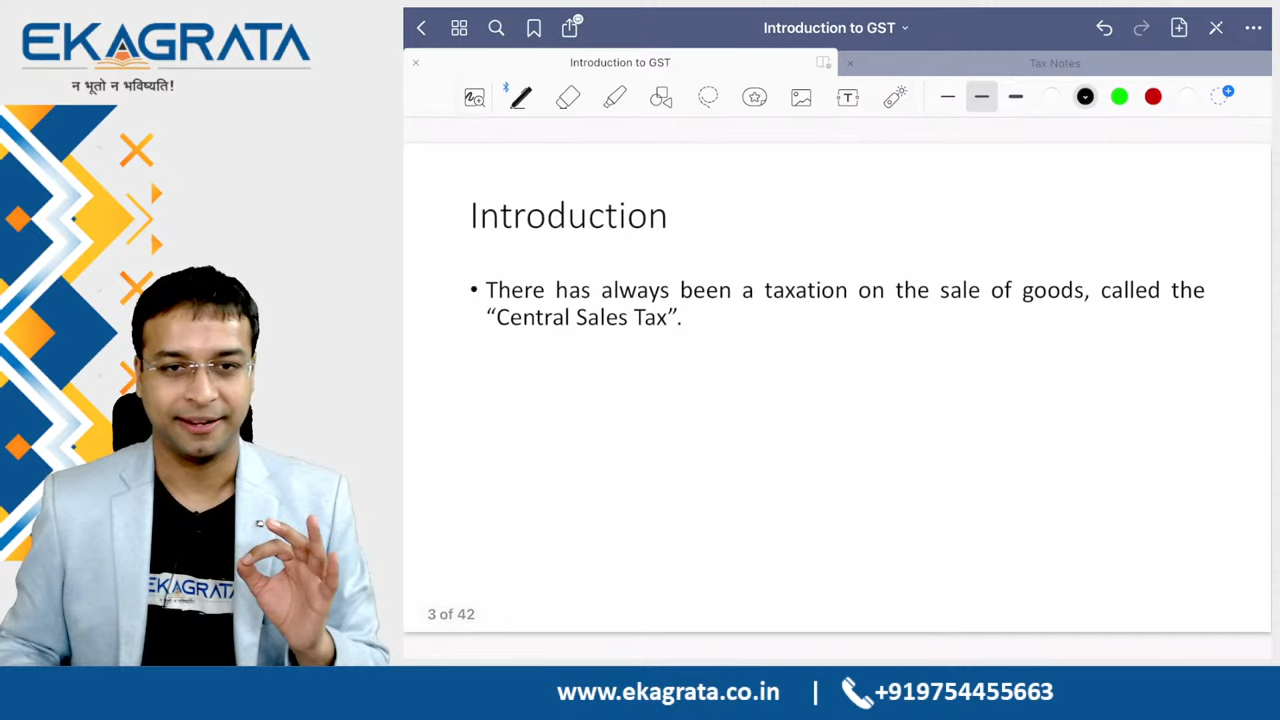 EKAGRATA
न भूतो न भविष्यति!
Introduction to GST
Introduction to GST
Tax Notes
Introduction
• There has always been a taxation on the sale of goods, called the
“Central Sales Tax”.
3 of 42
EKAGRATA
www.ekagrata.co.in | +919754455663